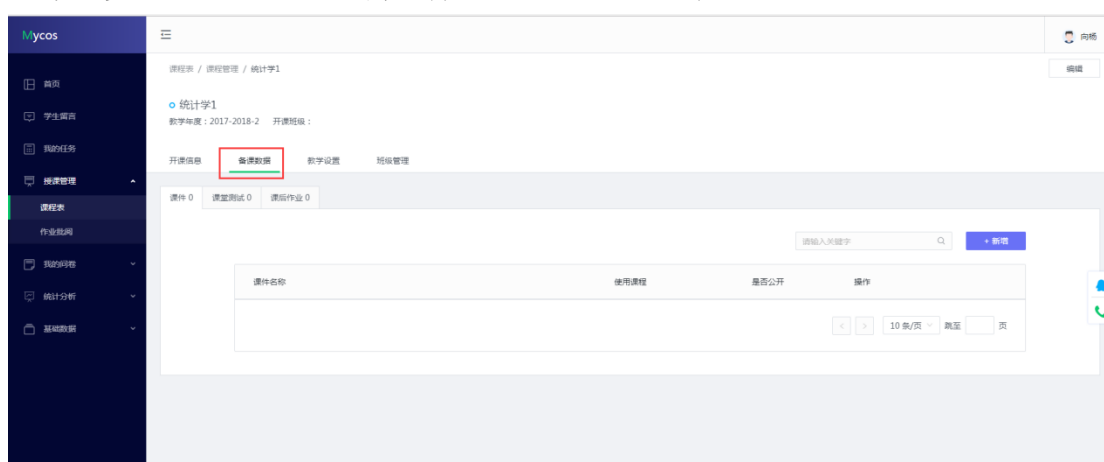 Mycos
向杨
首页
学生留言
我的任务
授课管理
课程表
作业批阅
我的问卷
统计分析
基础数据
课程表 / 课程管理 / 统计学1
编辑
统计学1
教学年度：2017-2018-2 开课班级：
开课信息 备课数据 教学设置 班级管理
课件 0 课堂测试 0 课后作业 0
请输入关键字 + 新增
课件名称 使用课程 是否公开 操作
< > 10 条/页 跳至 页